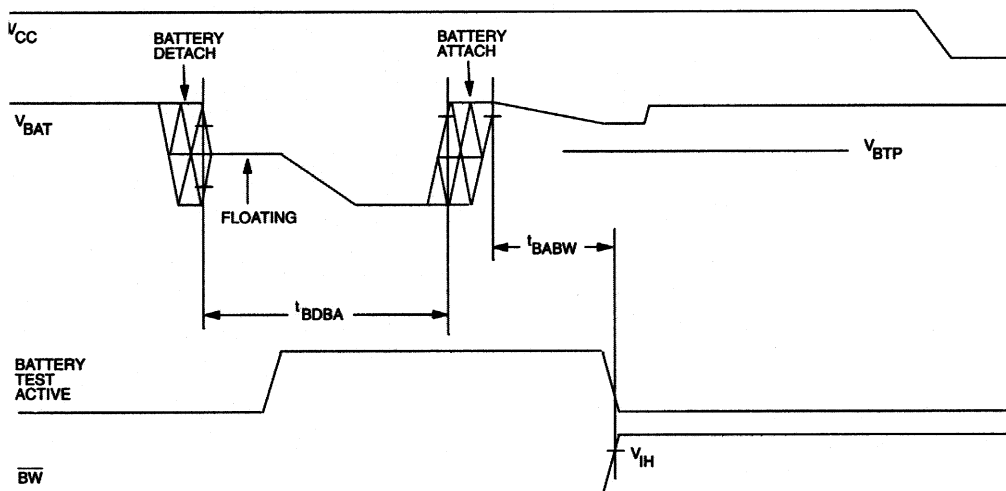 VCC
BATTERY
DETACH
BATTERY
ATTACH
VBAT
VBTP
FLOATING
tBABW
tBDBA
BATTERY
TEST
ACTIVE
VIH
BW